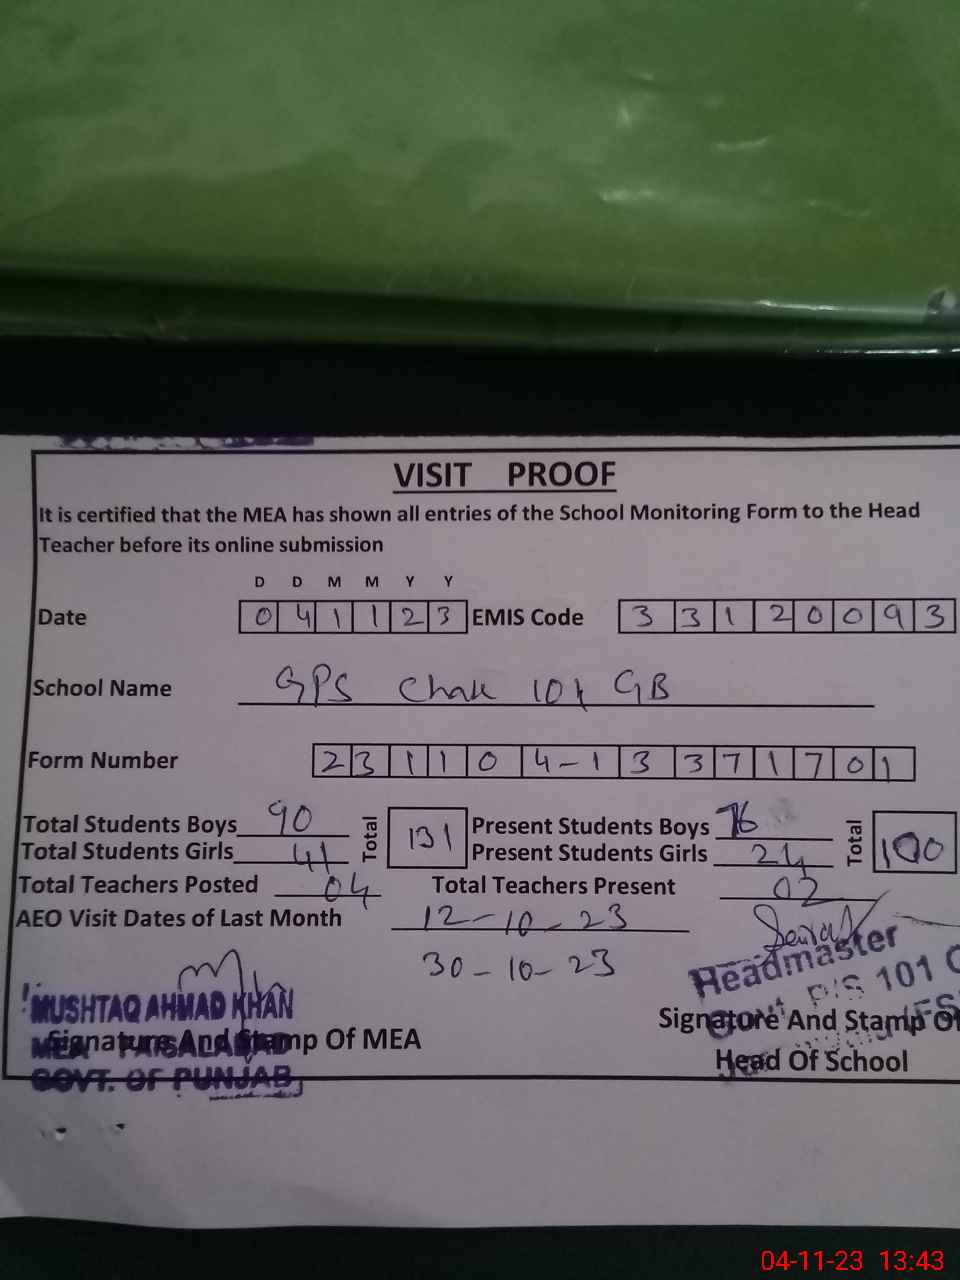 VISIT PROOF
It is certified that the MEA has shown all entries of the School Monitoring Form to the Head
Teacher before its online submission
D D M M Y Y
Date 0 4 1 1 2 3 EMIS Code 3 3 1 2 0 0 9 3
School Name GPS Chak 101 GB
Form Number 2 3 1 1 0 4-1 3 3 7 1 7 0 1
Total Students Boys 90 Total 131 Present Students Boys 76 Total 100
Total Students Girls 41 Present Students Girls 24
Total Teachers Posted 04 Total Teachers Present 02
AEO Visit Dates of Last Month 12-10-23
30-10-23
MUSHTAQ AHMAD KHAN
MEA FAISALABAD
GOVT. OF PUNJAB
Signature And Stamp Of MEA
Headmaster
Govt P/S 101 G
Signature And Stamp Of
Head Of School
04-11-23 13:43